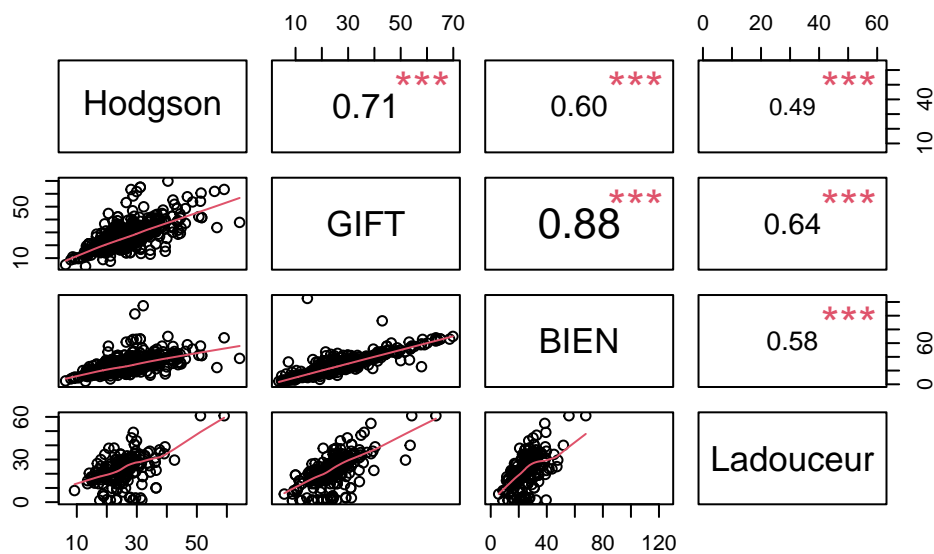 10 30 50 70 0 20 40 60
Hodgson 0.71 *** 0.60 *** 0.49 *** 10 40
10 50 GIFT 0.88 *** 0.64 ***
BIEN 0.58 *** 0 60
0 30 60 Ladouceur
10 30 50 0 40 80 120